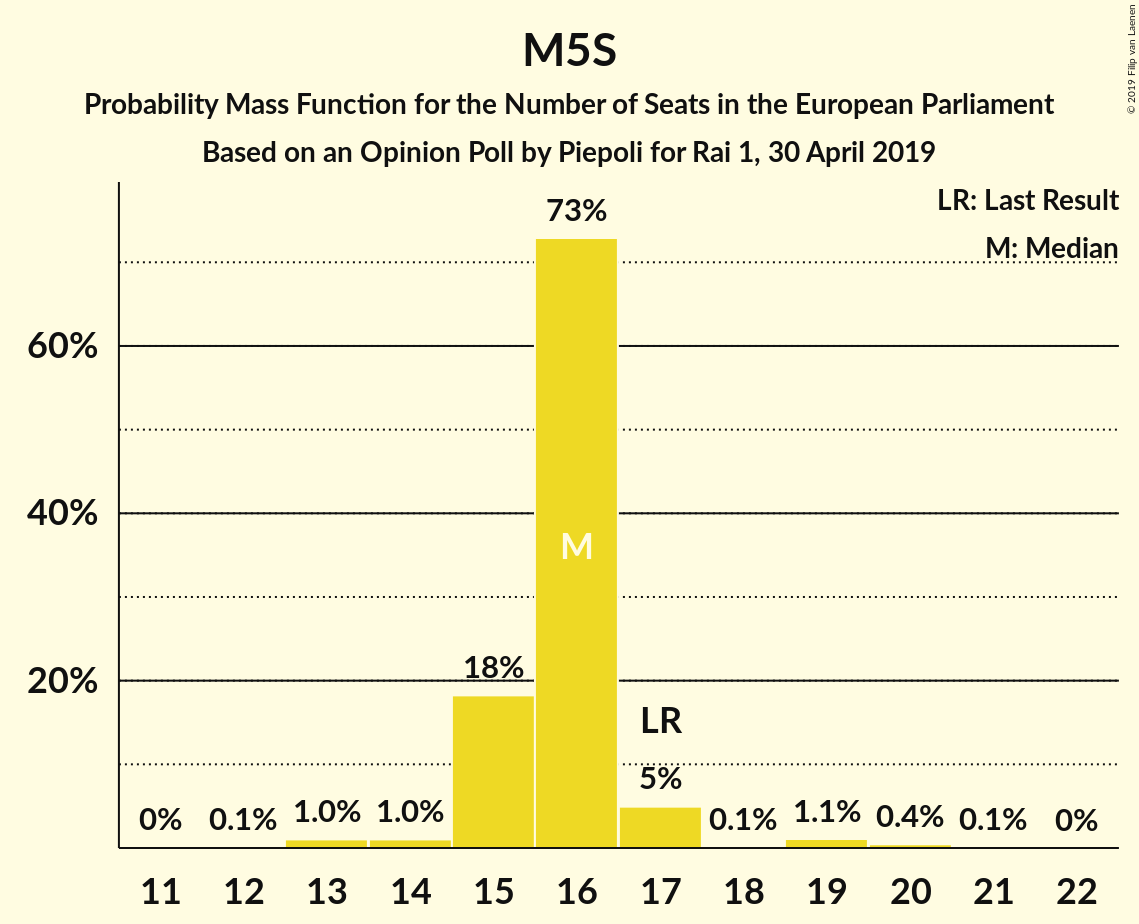 M5S
Probability Mass Function for the Number of Seats in the European Parliament
Based on an Opinion Poll by Piepoli for Rai 1, 30 April 2019
© 2019 Filip van Laenen
LR: Last Result
M: Median
73%
60%
40%
M
20%
18%
LR
5%
0% 0.1% 1.0% 1.0% 0.1% 1.1% 0.4% 0.1% 0%
11 12 13 14 15 16 17 18 19 20 21 22